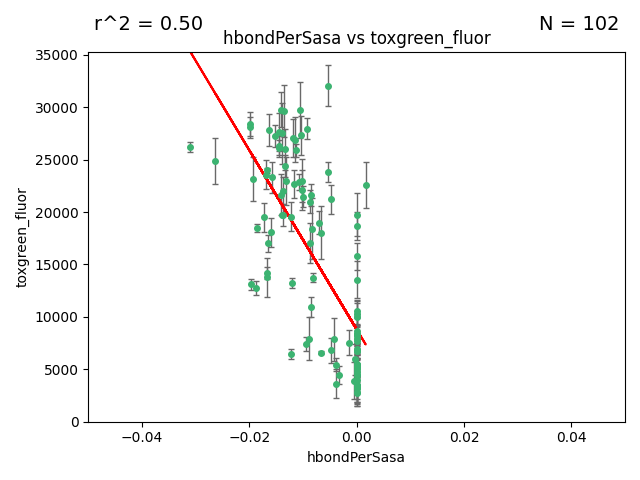 r^2 = 0.50
N = 102
hbondPerSasa vs toxgreen_fluor
35000
30000
25000
20000
15000
10000
5000
0
toxgreen_fluor
−0.04
−0.02
0.00
0.02
0.04
hbondPerSasa